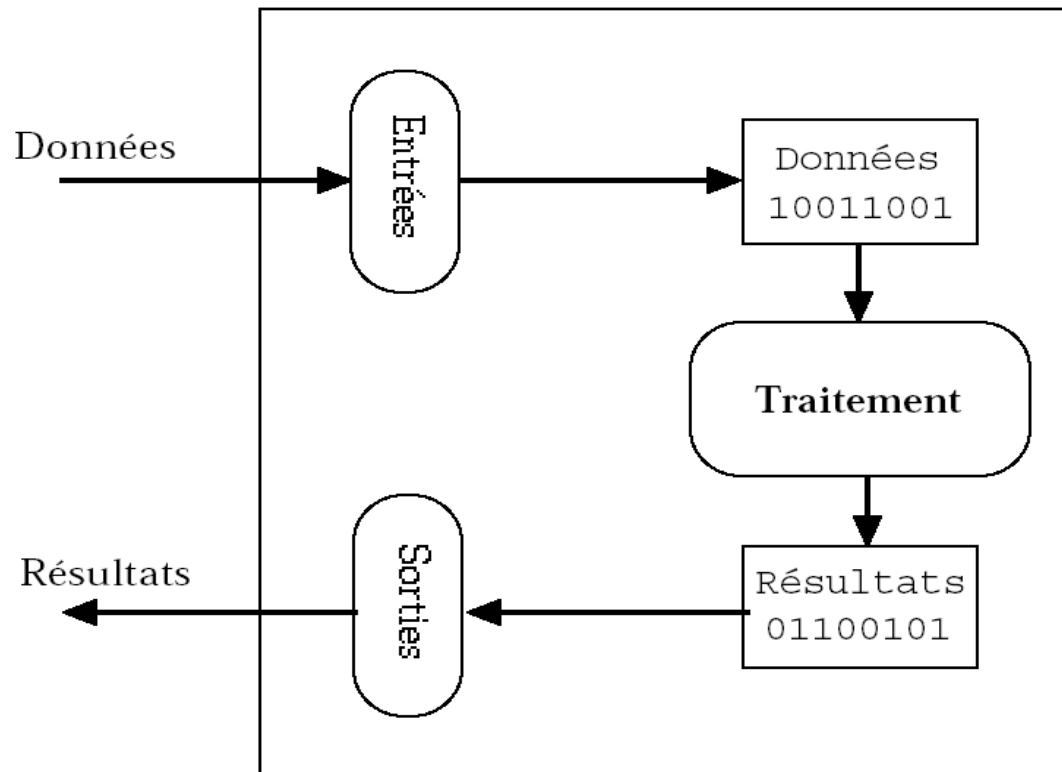 Données
Entrées
Données
10011001
Traitement
Résultats
Sorties
Résultats
01100101